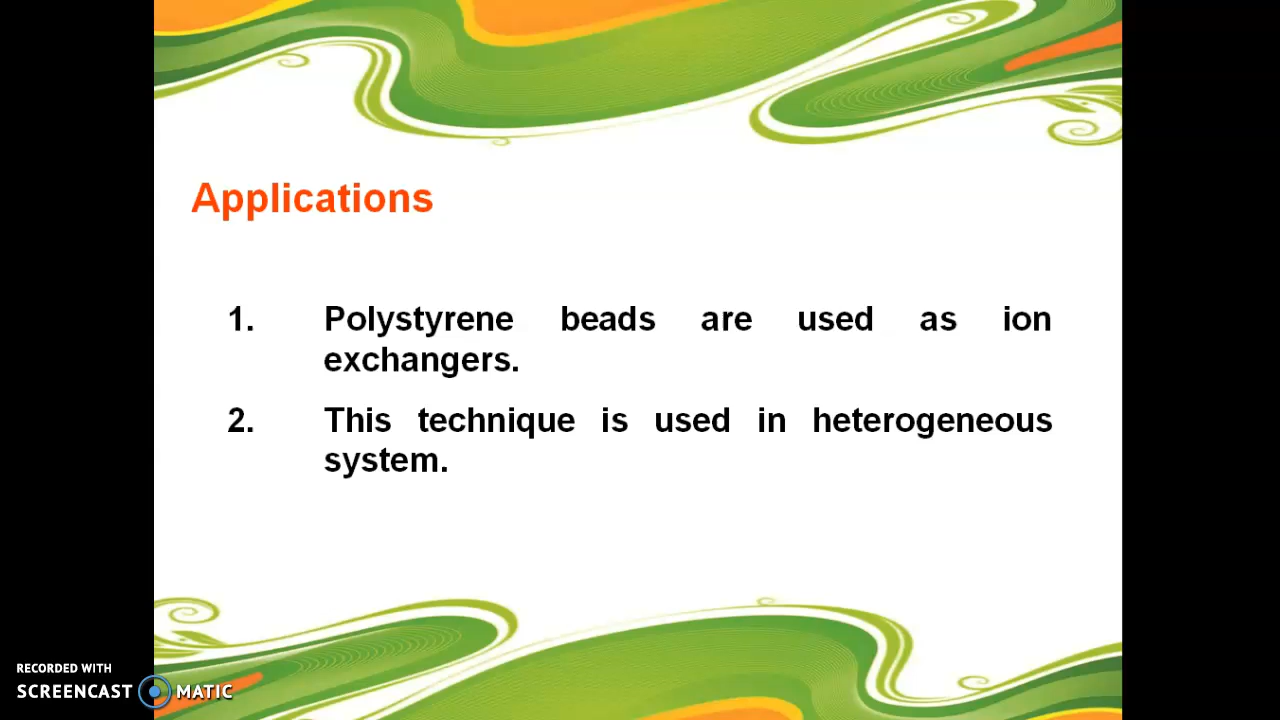 Applications
1. Polystyrene beads are used as ion
exchangers.
2. This technique is used in heterogeneous
system.
RECORDED WITH
SCREENCAST MATIC